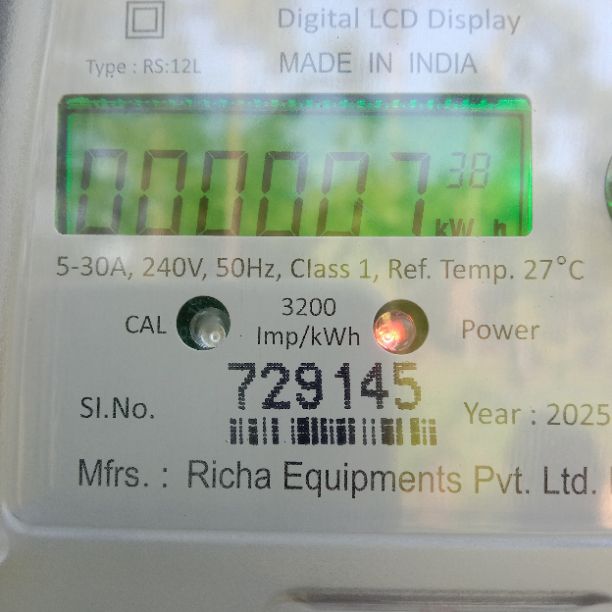 Digital LCD Display
Type : RS:12L
MADE IN INDIA
000007 38
kW h
5-30A, 240V, 50Hz, Class 1, Ref. Temp. 27°C
CAL 3200 Imp/kWh Power
729145
Sl.No.
Year : 2025
Mfrs. : Richa Equipments Pvt. Ltd.